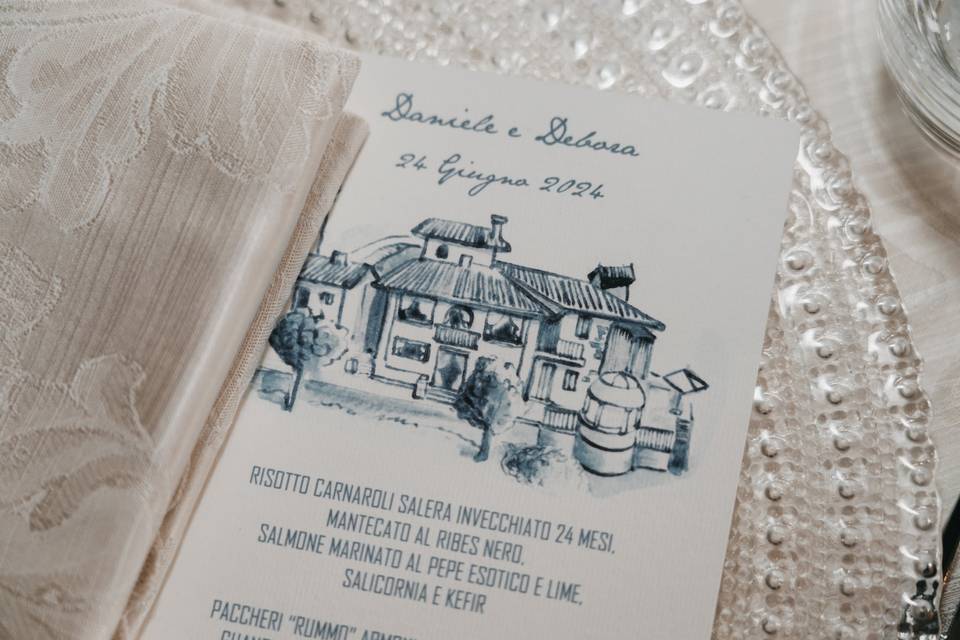 Daniele e Debora
24 Giugno 2024
RISOTTO CARNAROLI SALERA INVECCHIATO 24 MESI,
MANTECATO AL RIBES NERO,
SALMONE MARINATO AL PEPE ESOTICO E LIME,
SALICORNIA E KEFIR
PACCHERI "RUMMO"